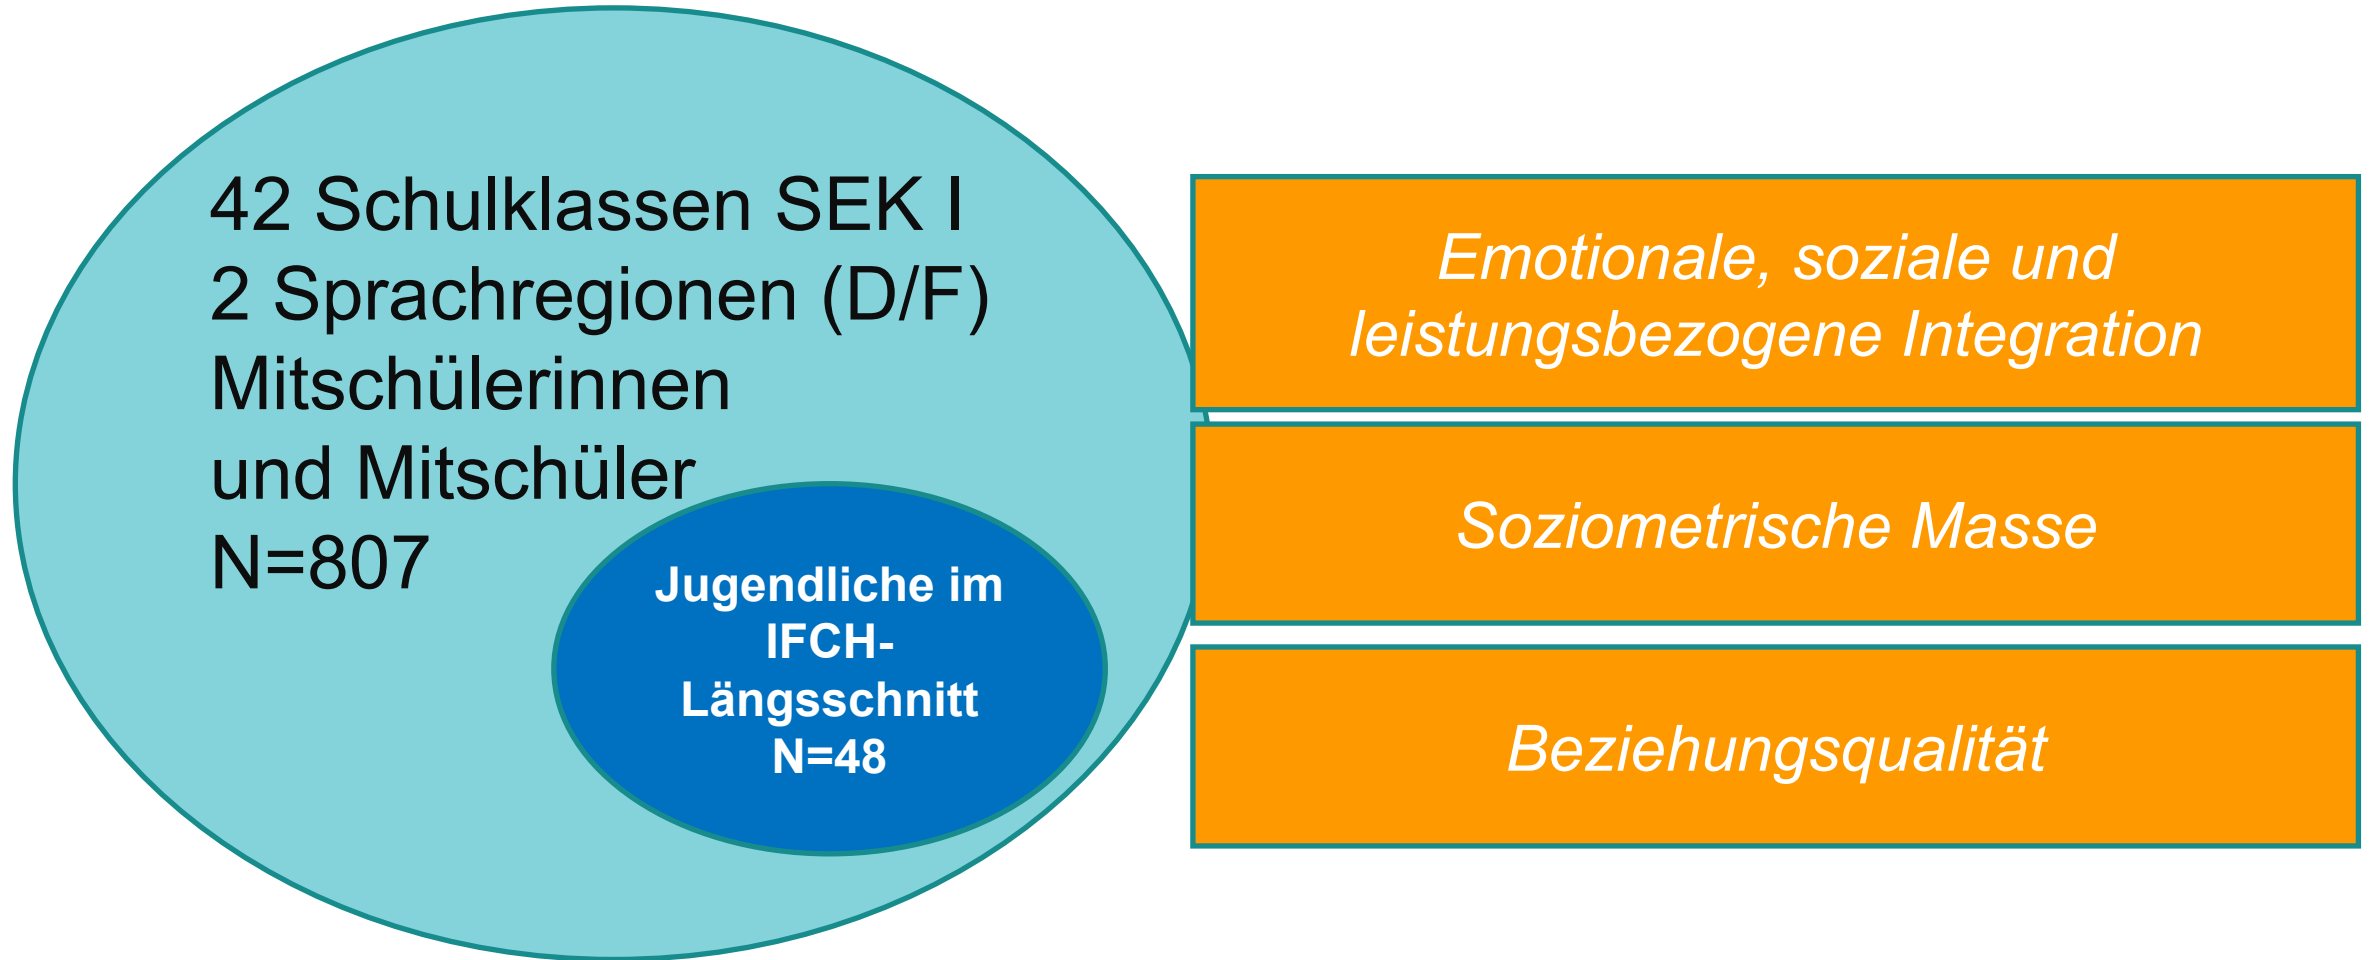 42 Schulklassen SEK I
2 Sprachregionen (D/F)
Mitschülerinnen
und Mitschüler
N=807
Jugendliche im
IFCH-
Längsschnitt
N=48
Emotionale, soziale und
leistungsbezogene Integration
Soziometrische Masse
Beziehungsqualität